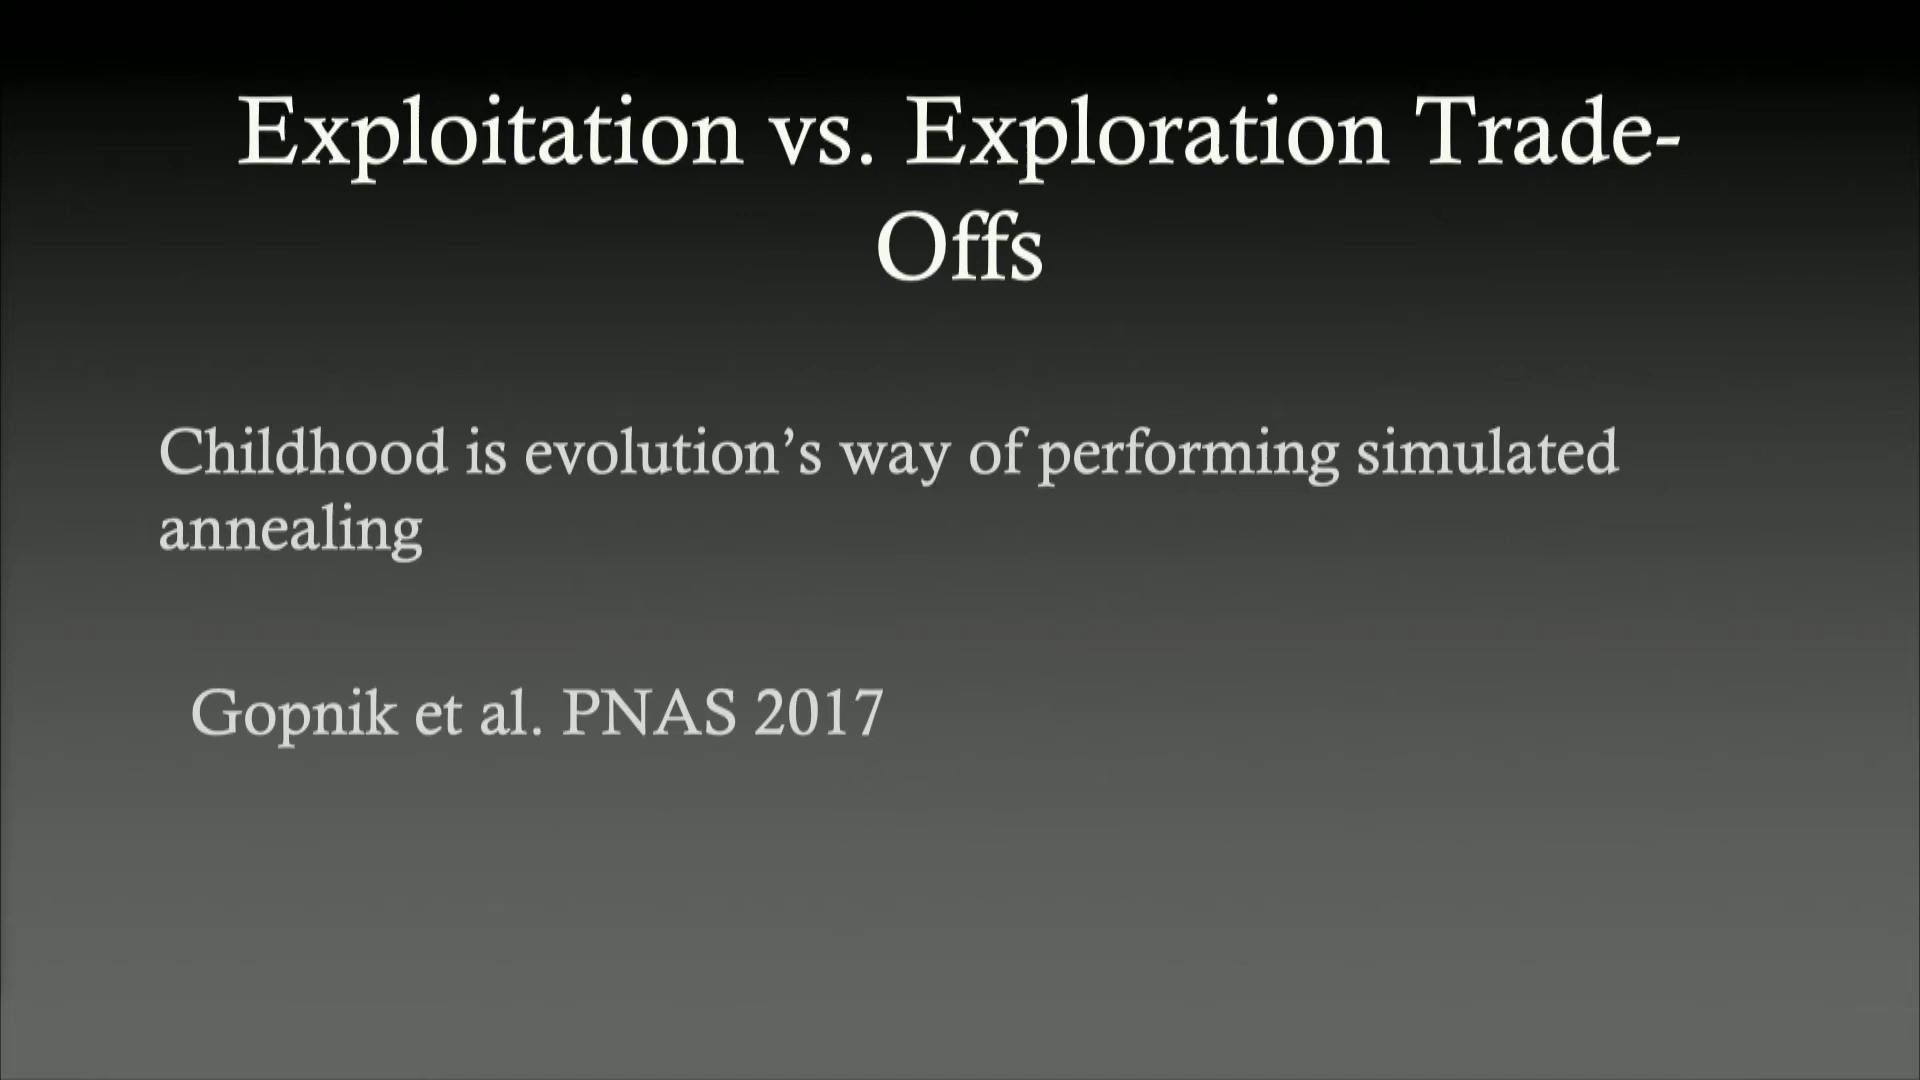 Exploitation vs. Exploration Trade-
Offs
Childhood is evolution’s way of performing simulated
annealing
Gopnik et al. PNAS 2017